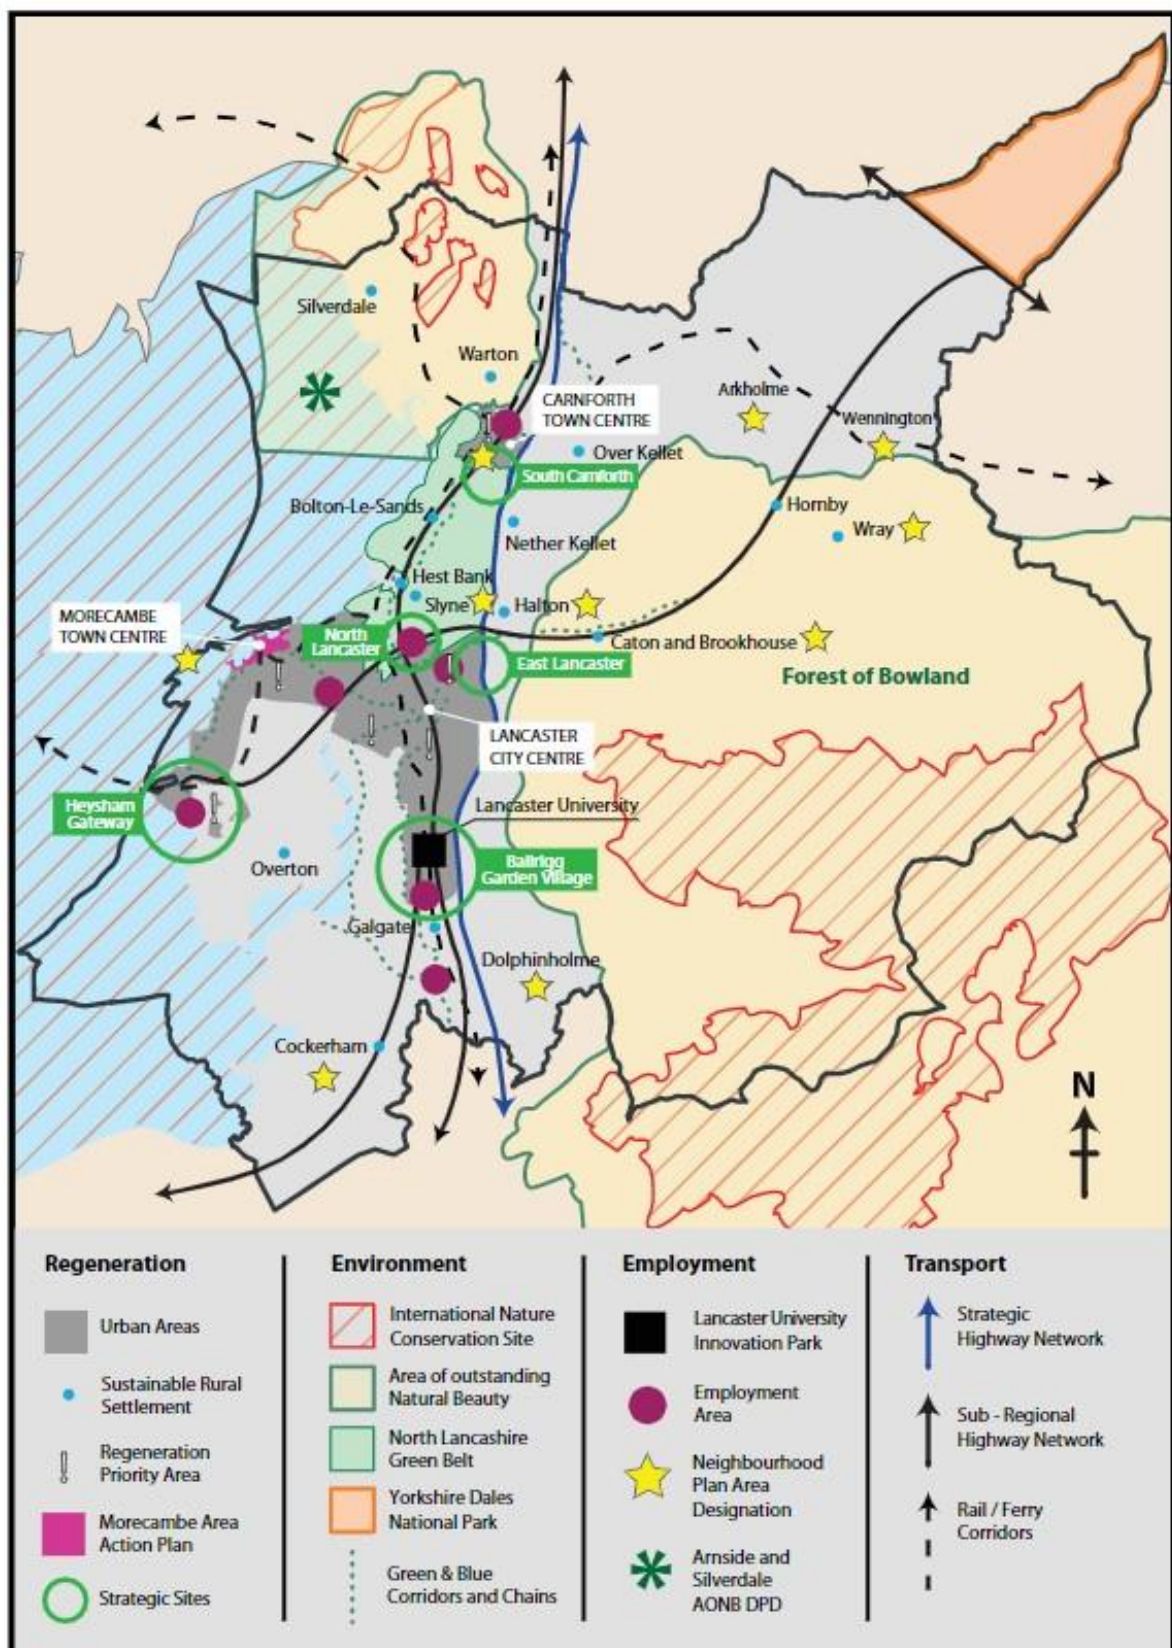 Silverdale
Warton
CARNFORTH
TOWN CENTRE
Arkholme
Wennington
Over Kellet
South Carnforth
Bolton-Le-Sands
Hornby
Wray
Nether Kellet
Hest Bank
Slyne
Halton
MORECAMBE
TOWN CENTRE
North
Lancaster
Caton and Brookhouse
East Lancaster
Forest of Bowland
LANCASTER
CITY CENTRE
Heysham
Gateway
Lancaster University
Overton
Bailrigg
Garden Village
Galgate
Dolphinholme
Cockerham
N
Regeneration
Urban Areas
Sustainable Rural
Settlement
Regeneration
Priority Area
Morecambe Area
Action Plan
Strategic Sites
Environment
International Nature
Conservation Site
Area of outstanding
Natural Beauty
North Lancashire
Green Belt
Yorkshire Dales
National Park
Green & Blue
Corridors and Chains
Employment
Lancaster University
Innovation Park
Employment
Area
Neighbourhood
Plan Area
Designation
Arnside and
Silverdale
AONB DPD
Transport
Strategic
Highway Network
Sub - Regional
Highway Network
Rail / Ferry
Corridors